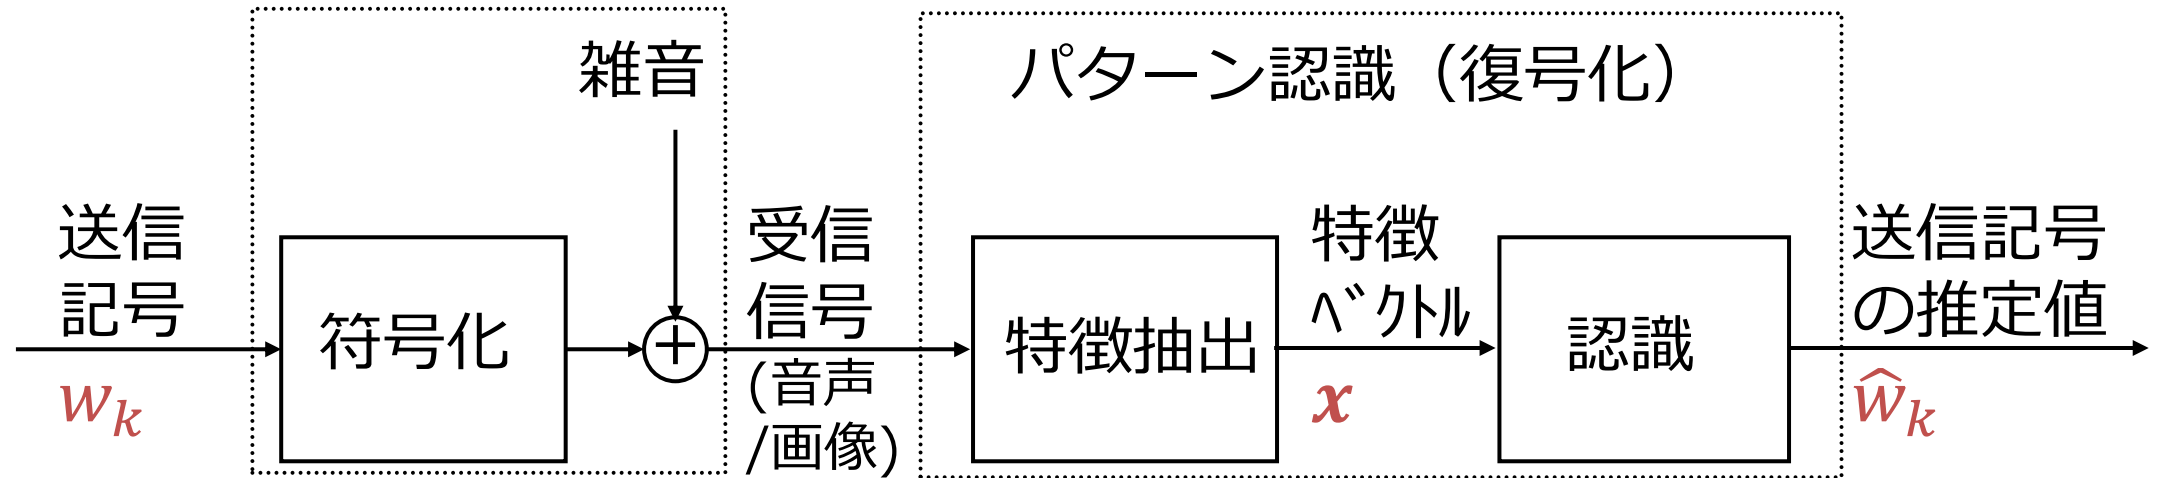 雑音
パターン認識（復号化）
送信
記号
w_k
符号化
+
受信
信号
(音声
/画像)
特徴抽出
特徴
ﾍﾞｸﾄﾙ
x
認識
送信記号
の推定値
ŵ_k